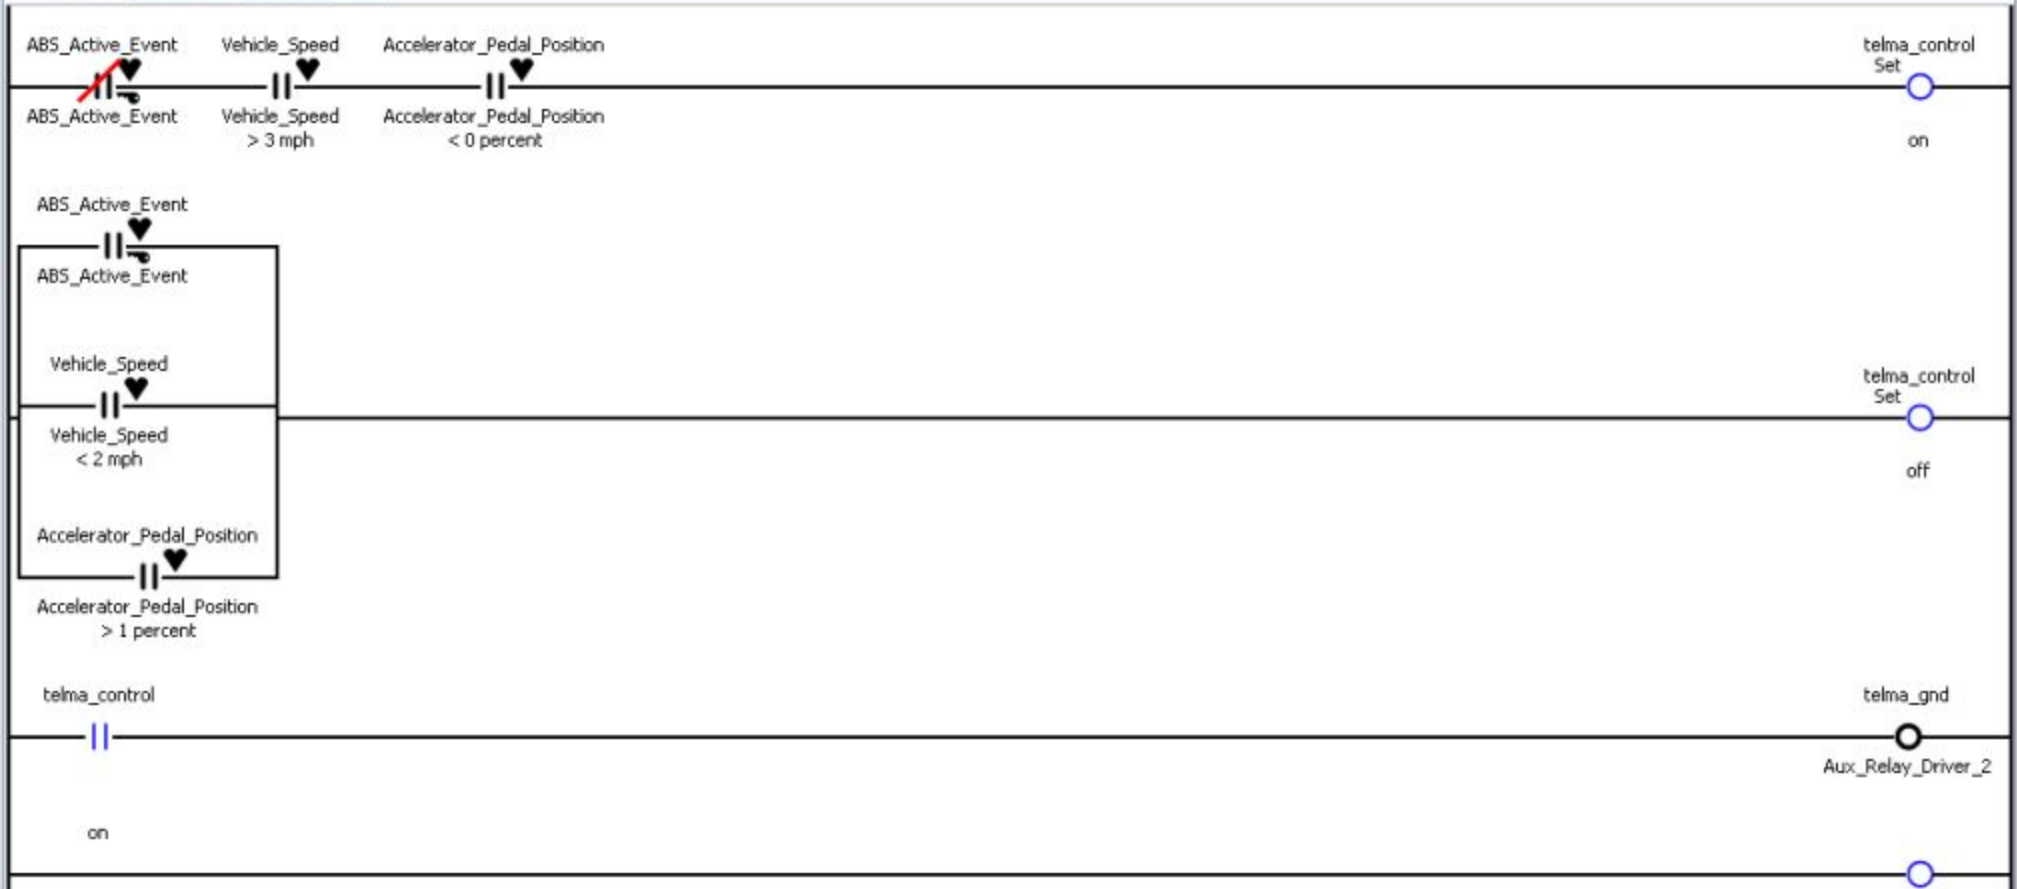 ABS_Active_Event Vehicle_Speed Accelerator_Pedal_Position telma_control
Set
ABS_Active_Event Vehicle_Speed Accelerator_Pedal_Position
> 3 mph < 0 percent on
ABS_Active_Event
ABS_Active_Event
Vehicle_Speed
telma_control
Set
Vehicle_Speed
< 2 mph
off
Accelerator_Pedal_Position
Accelerator_Pedal_Position
> 1 percent
telma_control telma_gnd
Aux_Relay_Driver_2
on